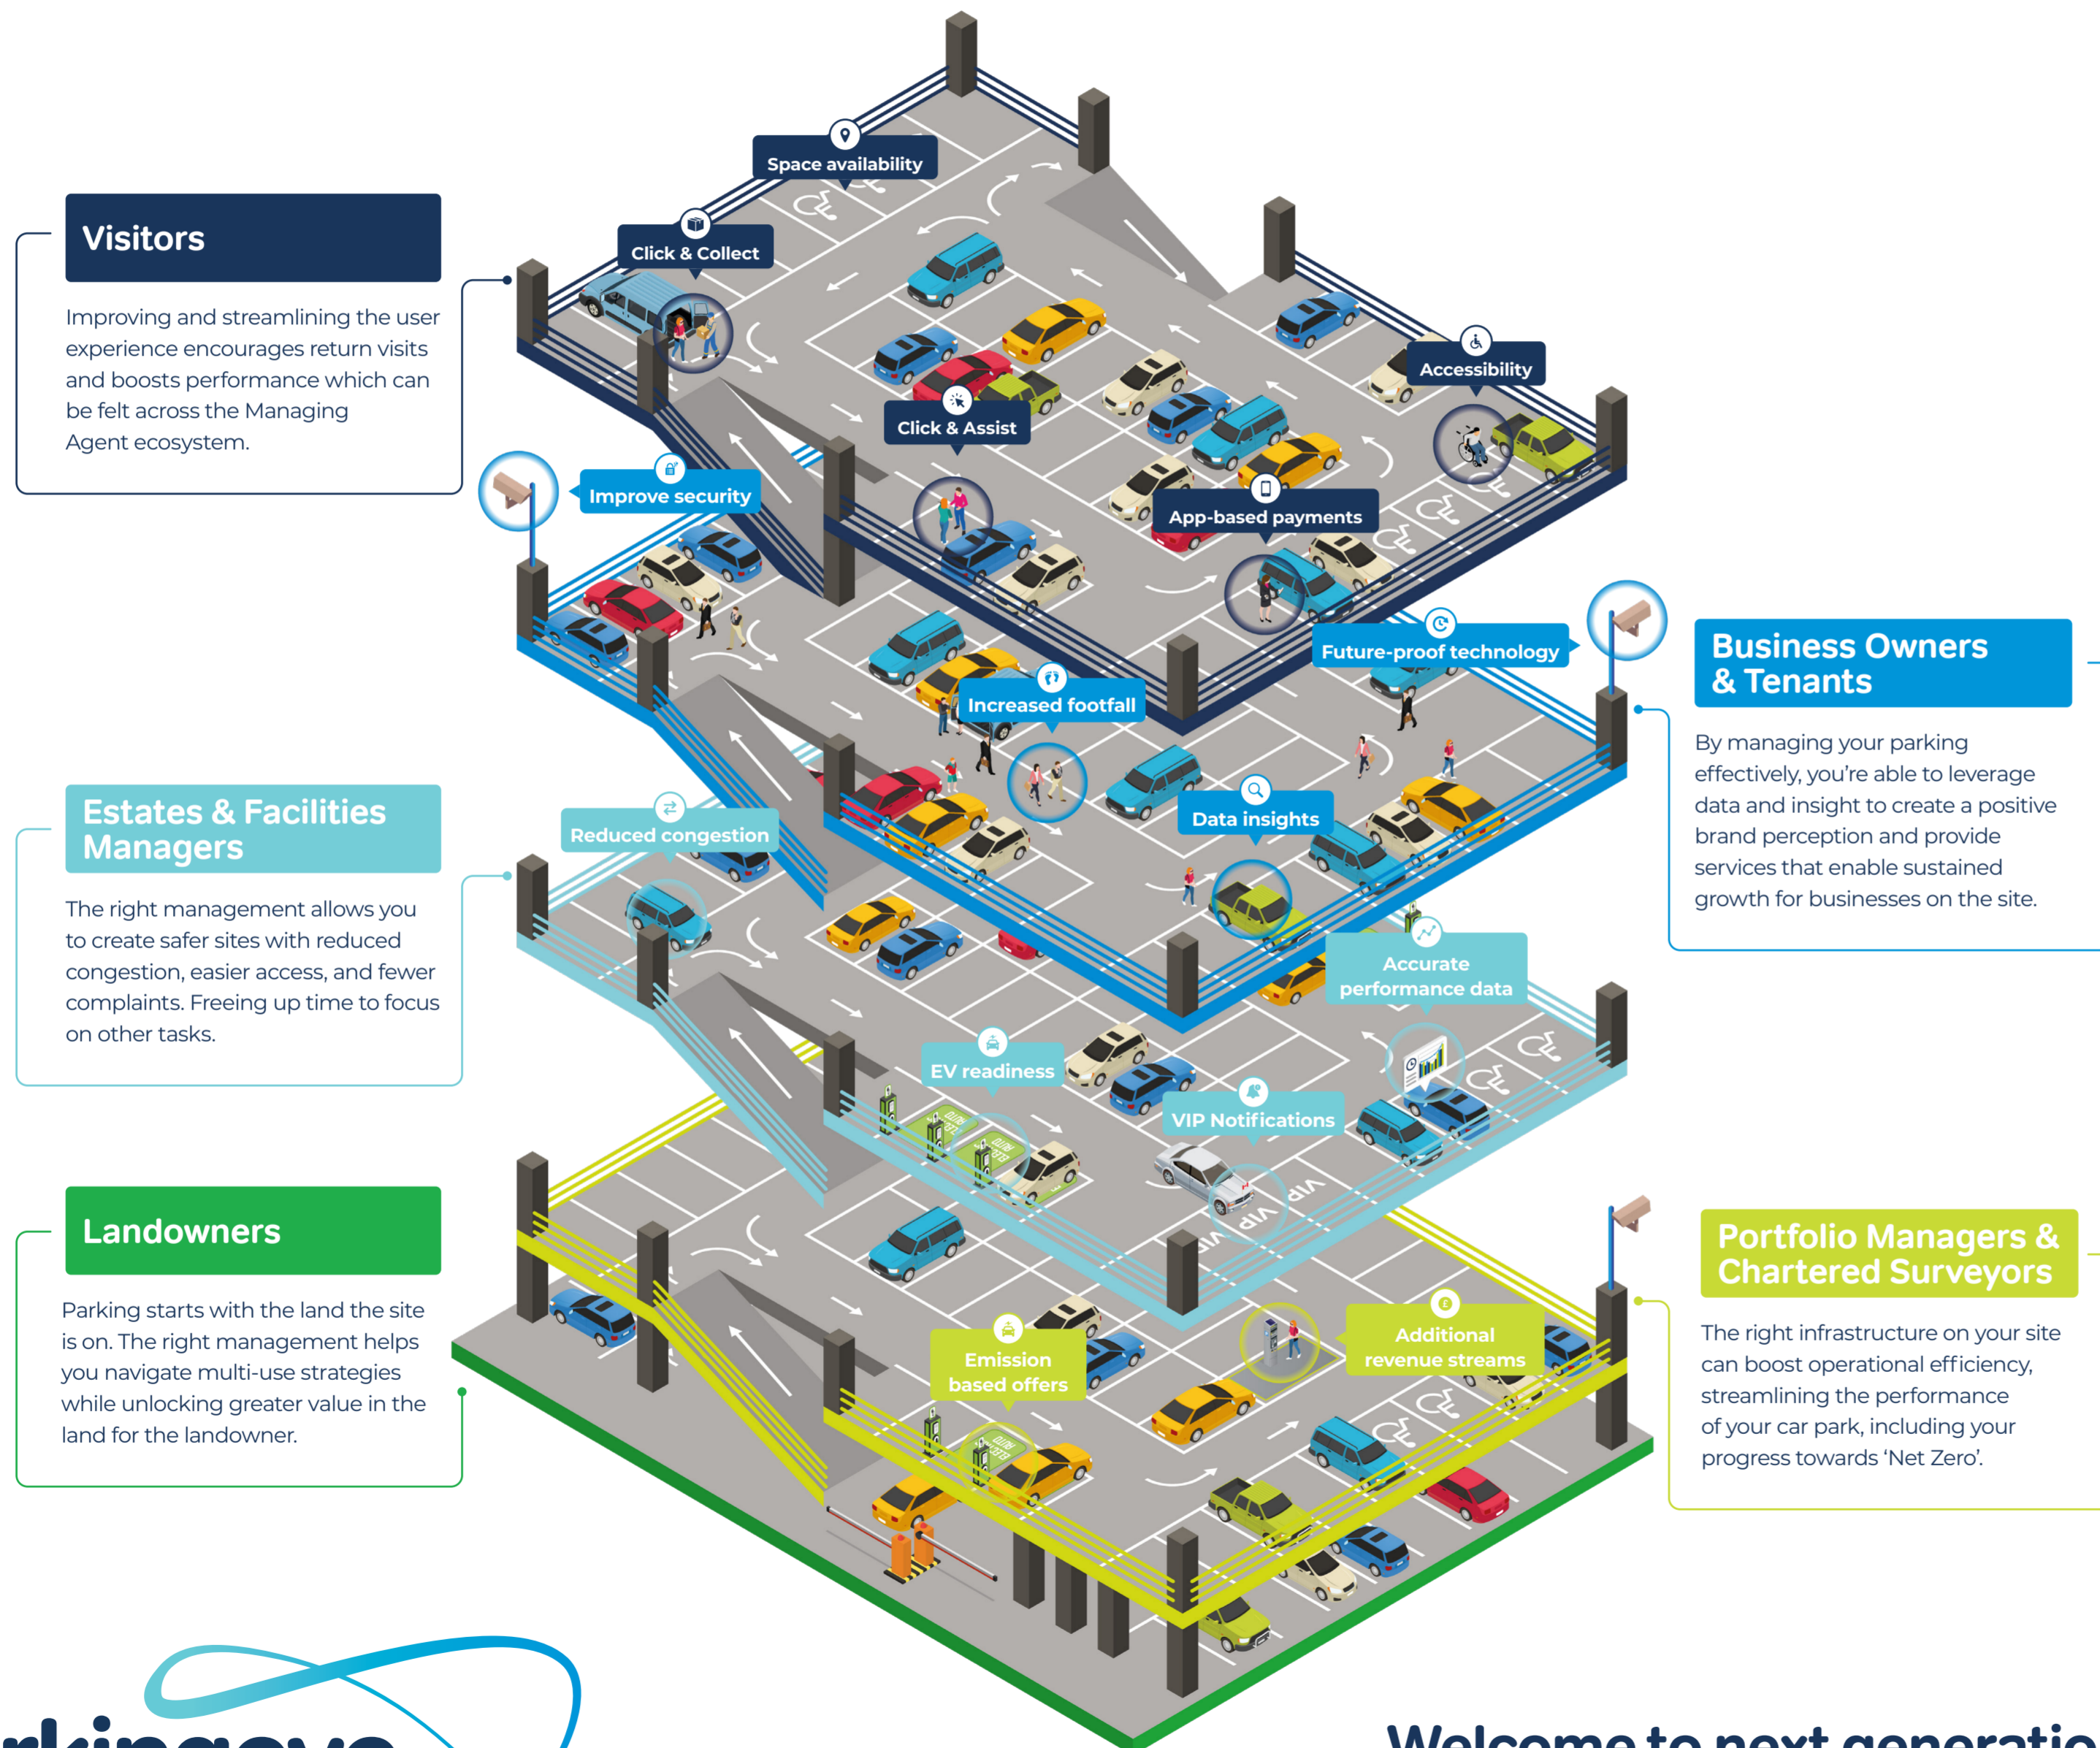 Space availability
Click & Collect
Visitors
Improving and streamlining the user
experience encourages return visits
and boosts performance which can
be felt across the Managing
Agent ecosystem.
Accessibility
Click & Assist
Improve security
App-based payments
Future-proof technology
Business Owners
& Tenants
By managing your parking
effectively, you're able to leverage
data and insight to create a positive
brand perception and provide
services that enable sustained
growth for businesses on the site.
Increased footfall
Data insights
Estates & Facilities
Managers
The right management allows you
to create safer sites with reduced
congestion, easier access, and fewer
complaints. Freeing up time to focus
on other tasks.
Reduced congestion
Accurate
performance data
EV readiness
VIP Notifications
VIP
VIP
Landowners
Parking starts with the land the site
is on. The right management helps
you navigate multi-use strategies
while unlocking greater value in the
land for the landowner.
Portfolio Managers &
Chartered Surveyors
The right infrastructure on your site
can boost operational efficiency,
streamlining the performance
of your car park, including your
progress towards 'Net Zero'.
Additional
revenue streams
Emission
based offers
Welcome to next generatio